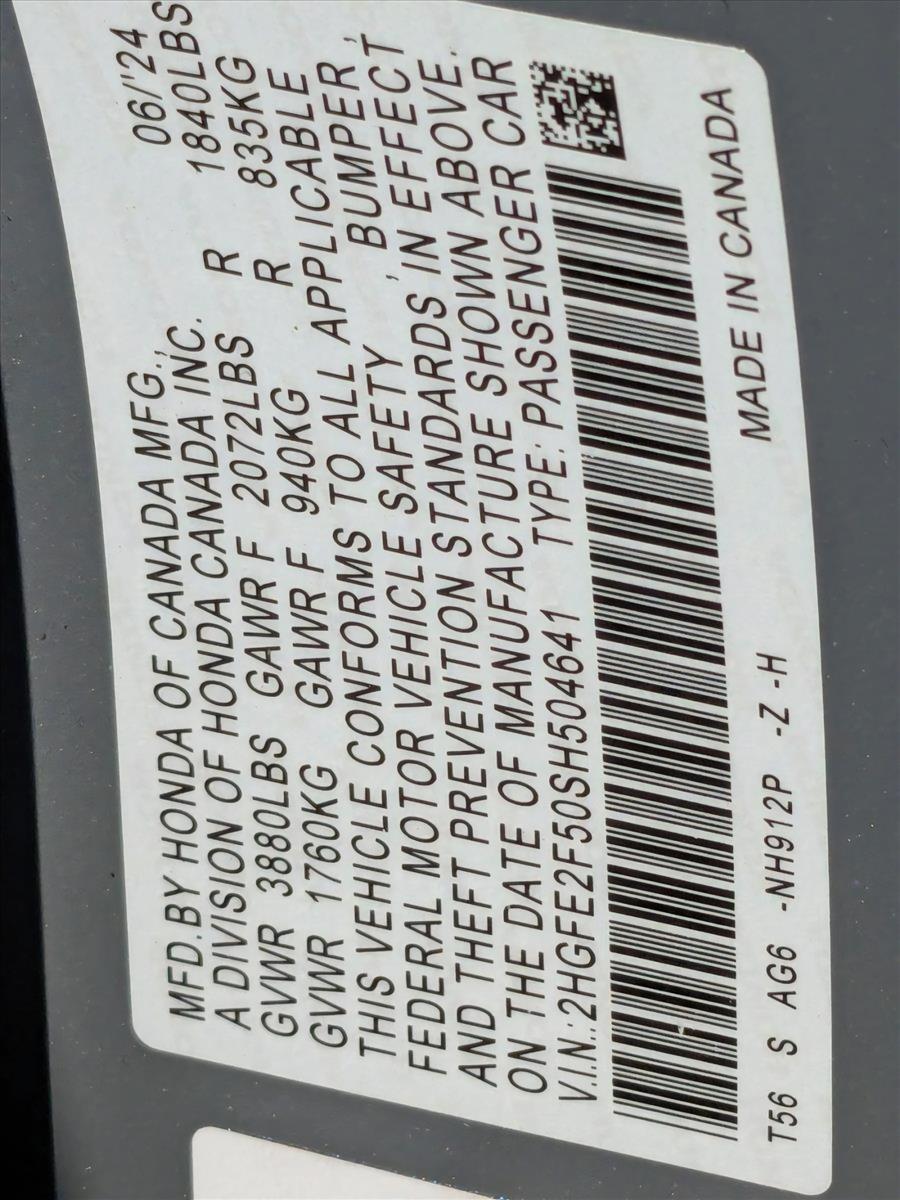 MFD.BY HONDA OF CANADA MFG., 06/'24
A DIVISION OF HONDA CANADA INC.
GVWR 3880LBS GAWR F 2072LBS R 1840LBS
GVWR 1760KG GAWR F 940KG R 835KG
THIS VEHICLE CONFORMS TO ALL APPLICABLE
FEDERAL MOTOR VEHICLE SAFETY, BUMPER,
AND THEFT PREVENTION STANDARDS IN EFFECT
ON THE DATE OF MANUFACTURE SHOWN ABOVE.
V.I.N.:2HGFE2F50SH504641 TYPE: PASSENGER CAR
T56 S AG6 -NH912P -Z -H MADE IN CANADA